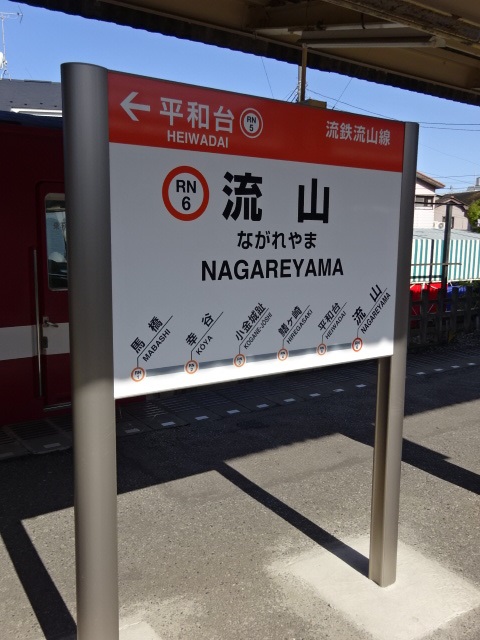 ← 平和台 RN 5 流鉄流山線
HEIWADAI
RN 6 流山
ながれやま
NAGAREYAMA
馬橋 MABASHI
幸谷 KOYA
小金城趾 KOGANE-JOSHI
鰭ヶ崎 HIREGASAKI
平和台 HEIWADAI
流山 NAGAREYAMA